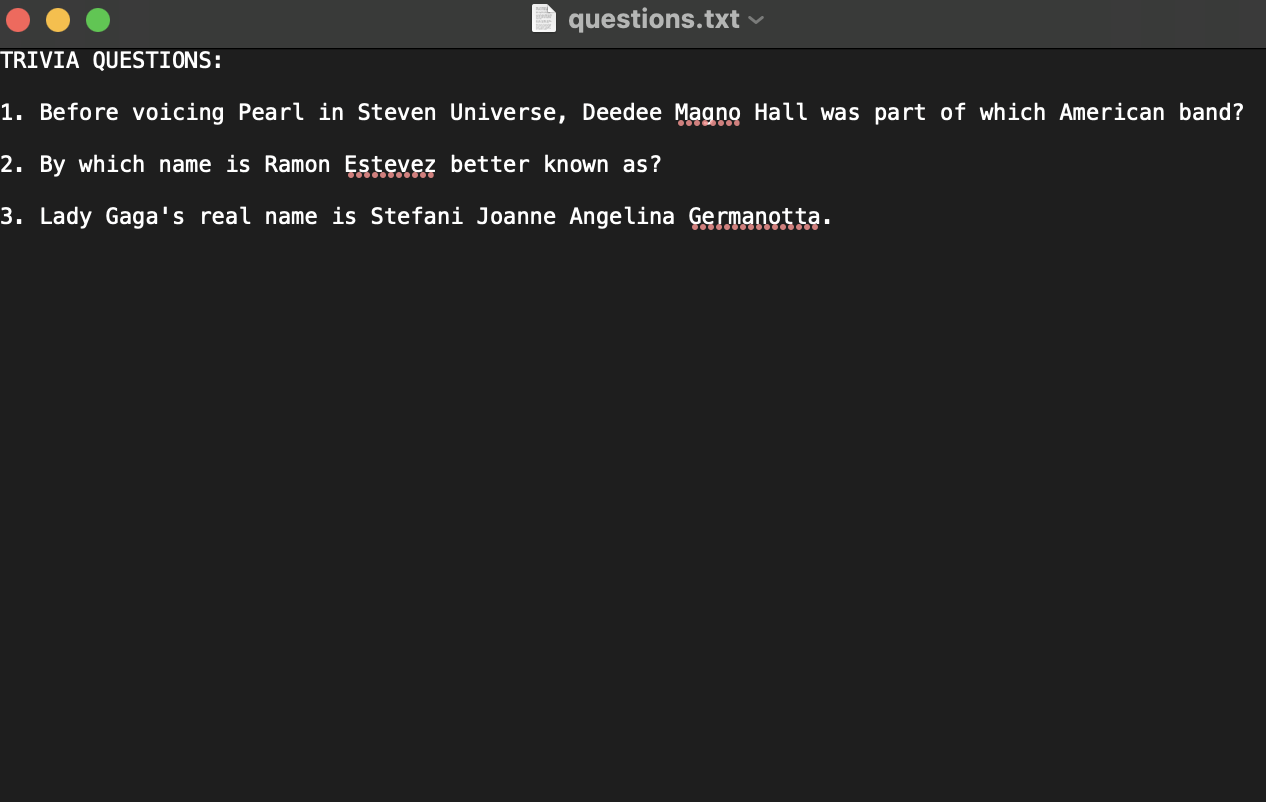 questions.txt
TRIVIA QUESTIONS:
1. Before voicing Pearl in Steven Universe, Deedee Magno Hall was part of which American band?
2. By which name is Ramon Estevez better known as?
3. Lady Gaga's real name is Stefani Joanne Angelina Germanotta.